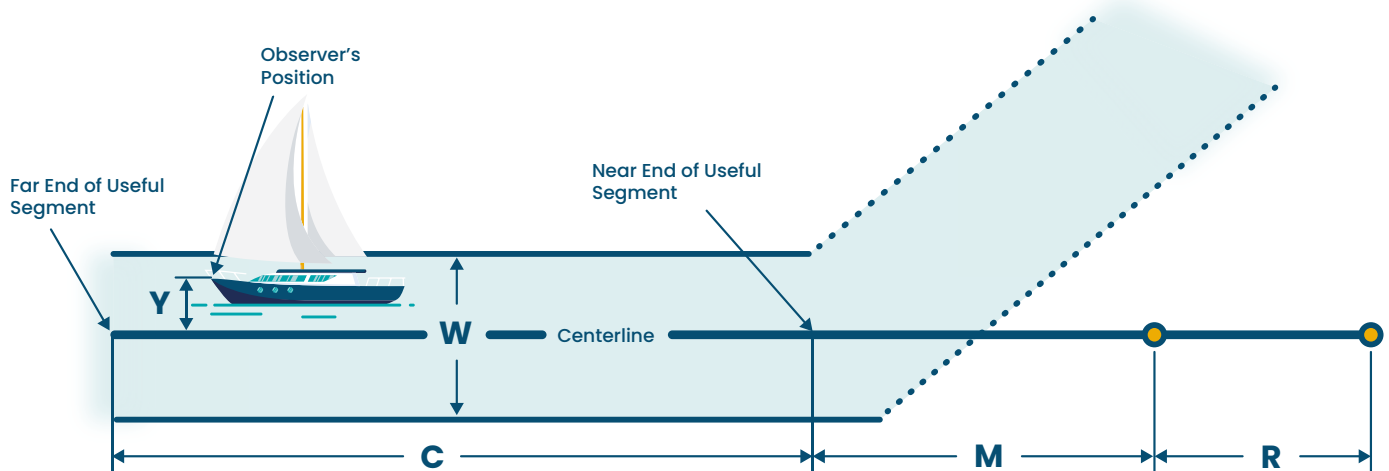 Observer’s
Position
Far End of Useful
Segment
Near End of Useful
Segment
Y
W
Centerline
C
M
R